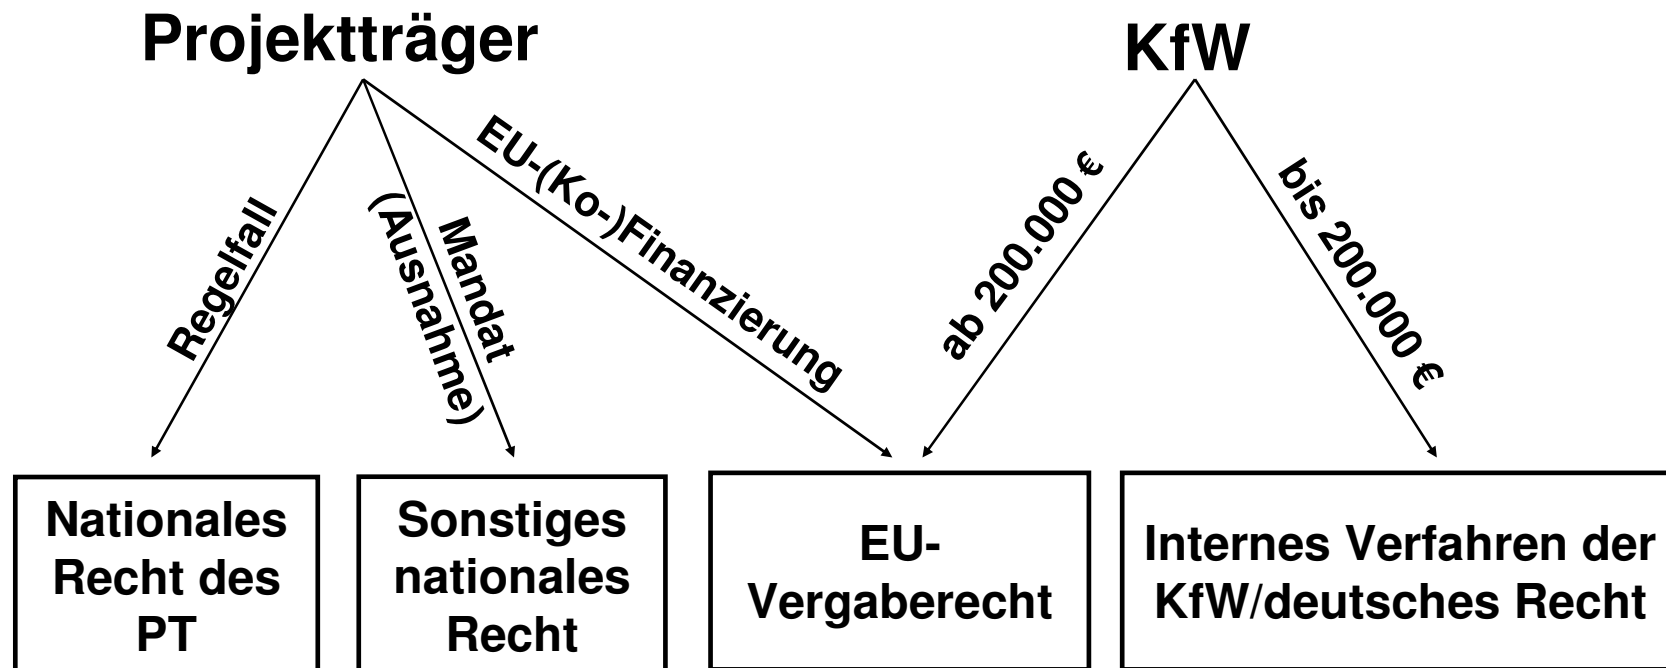 Projektträger
KfW
Regelfall
Mandat
(Ausnahme)
EU-(Ko-)Finanzierung
ab 200.000 €
bis 200.000 €
Nationales
Recht des
PT
Sonstiges
nationales
Recht
EU-
Vergaberecht
Internes Verfahren der
KfW/deutsches Recht